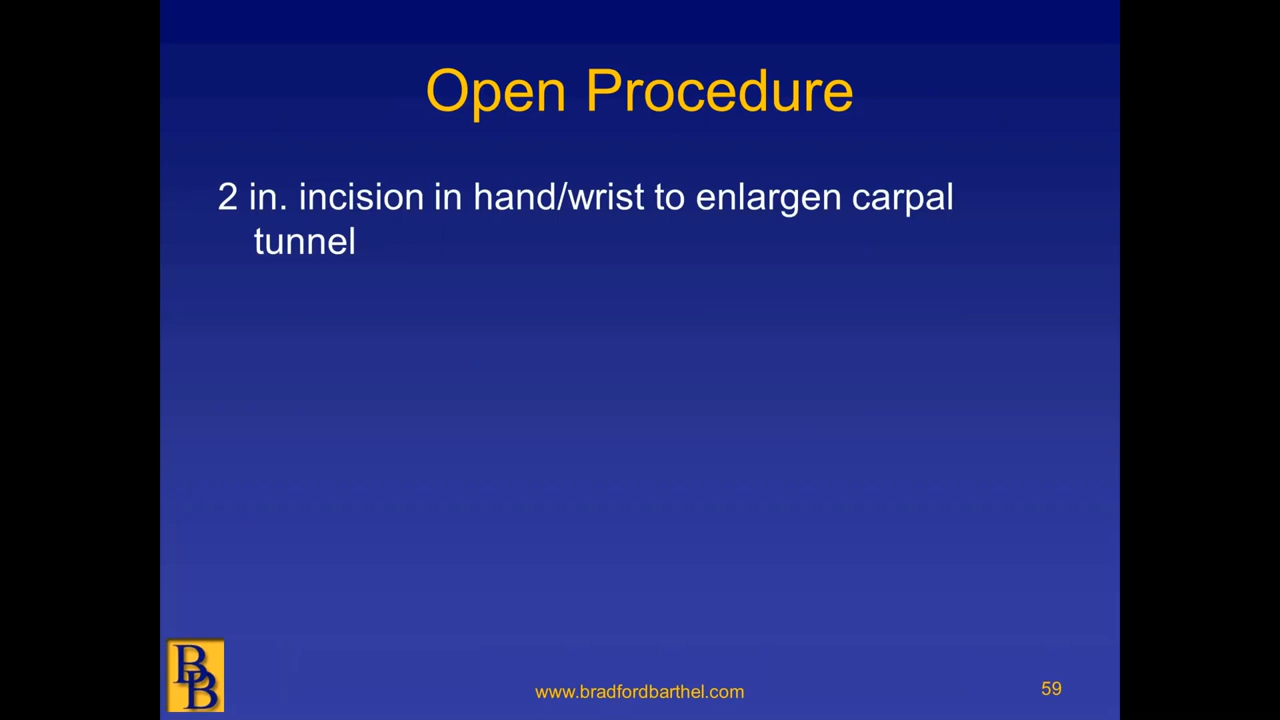 Open Procedure
2 in. incision in hand/wrist to enlargen carpal
tunnel
BB
www.bradfordbarthel.com
59